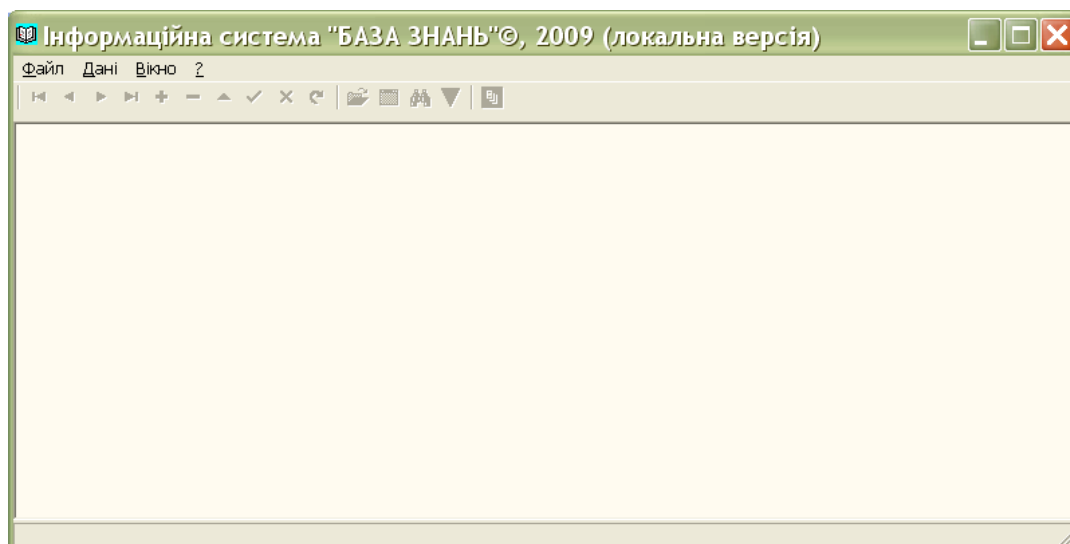 Інформаційна система "БАЗА ЗНАНЬ"©, 2009 (локальна версія)
Файл Дані Вікно ?